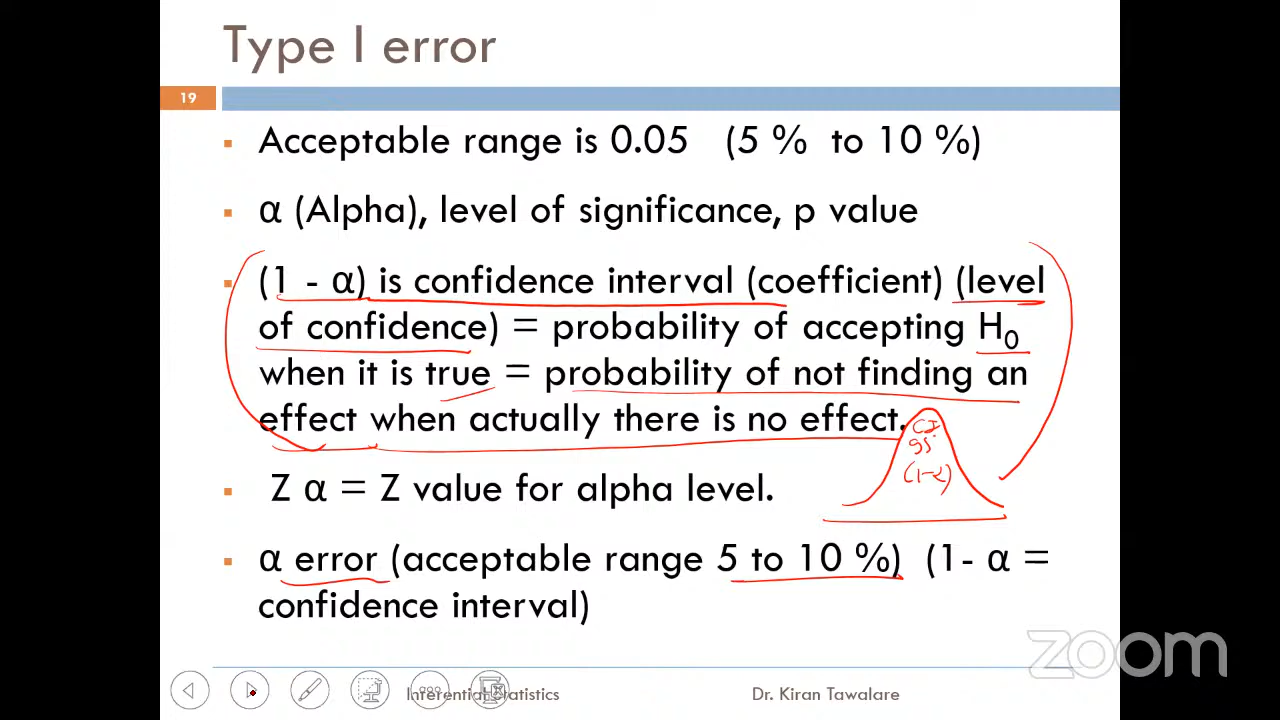 Type I error
19
▪ Acceptable range is 0.05 (5 % to 10 %)
▪ α (Alpha), level of significance, p value
▪ (1 - α) is confidence interval (coefficient) (level
of confidence) = probability of accepting H₀
when it is true = probability of not finding an
effect when actually there is no effect.
CI
95
(1-α)
▪ Z α = Z value for alpha level.
▪ α error (acceptable range 5 to 10 %) (1- α =
confidence interval)
zoom
Inferential Statistics
Dr. Kiran Tawalare